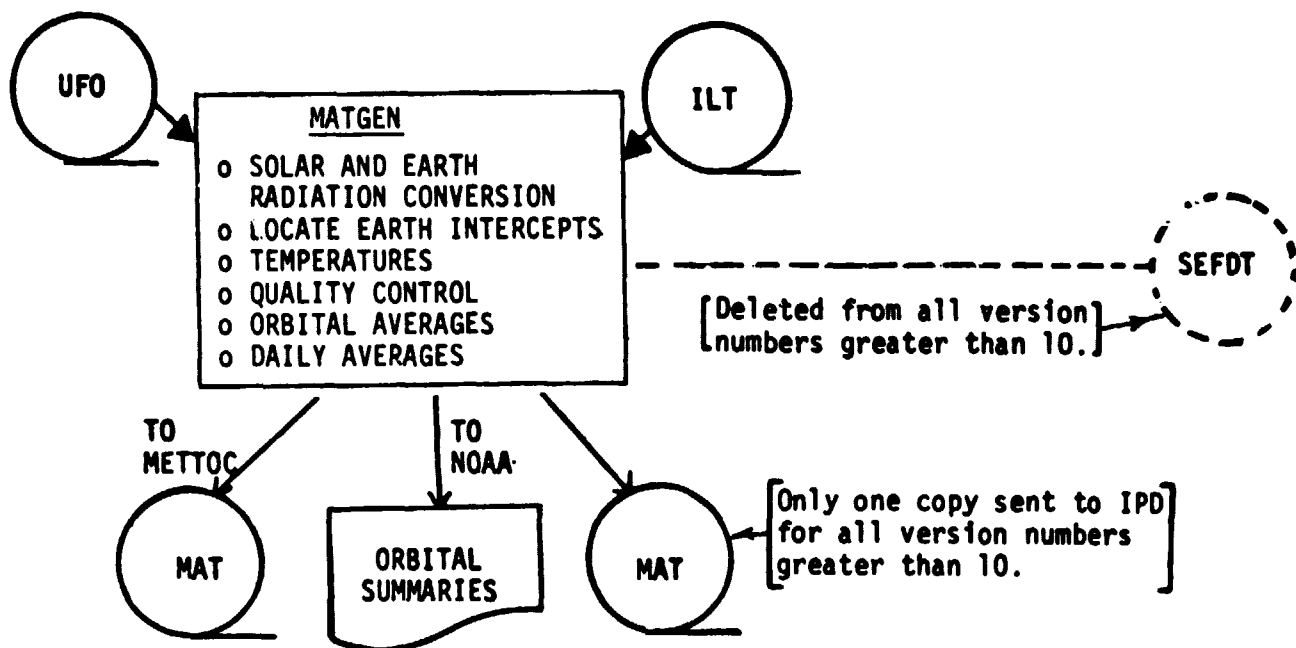 UFO
ILT
MATGEN
o SOLAR AND EARTH
RADIATION CONVERSION
o LOCATE EARTH INTERCEPTS
o TEMPERATURES
o QUALITY CONTROL
o ORBITAL AVERAGES
o DAILY AVERAGES
SEFDT
[Deleted from all version
numbers greater than 10.]
TO
METTOC
TO
NOAA
MAT
ORBITAL
SUMMARIES
MAT
[Only one copy sent to IPD
for all version numbers
greater than 10.]